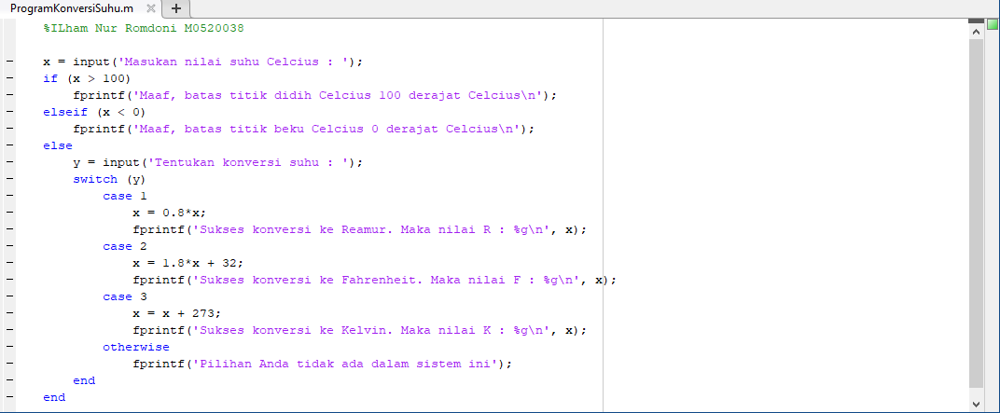 ProgramKonversiSuhu.m
%ILham Nur Romdoni M0520038
x = input('Masukan nilai suhu Celcius : ');
if (x > 100)
fprintf('Maaf, batas titik didih Celcius 100 derajat Celcius\n');
elseif (x < 0)
fprintf('Maaf, batas titik beku Celcius 0 derajat Celcius\n');
else
y = input('Tentukan konversi suhu : ');
switch (y)
case 1
x = 0.8*x;
fprintf('Sukses konversi ke Reamur. Maka nilai R : %g\n', x);
case 2
x = 1.8*x + 32;
fprintf('Sukses konversi ke Fahrenheit. Maka nilai F : %g\n', x);
case 3
x = x + 273;
fprintf('Sukses konversi ke Kelvin. Maka nilai K : %g\n', x);
otherwise
fprintf('Pilihan Anda tidak ada dalam sistem ini');
end
end